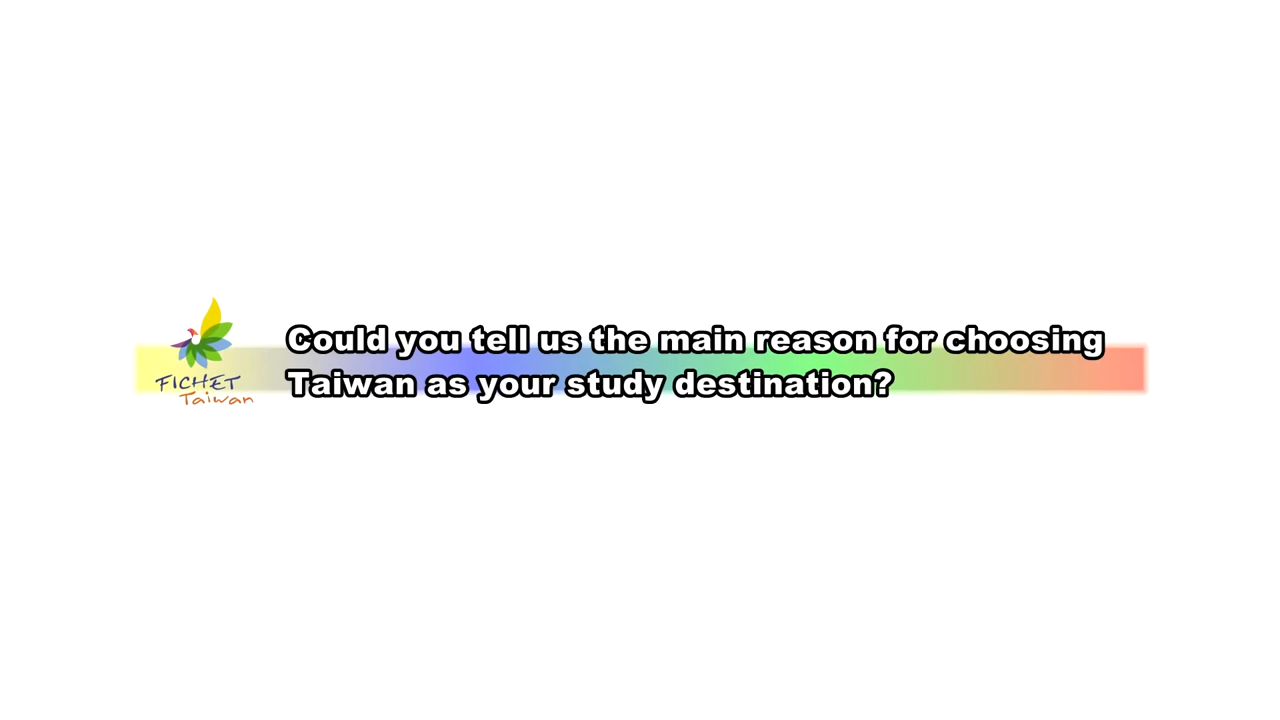 FICHET
Taiwan
Could you tell us the main reason for choosing
Taiwan as your study destination?